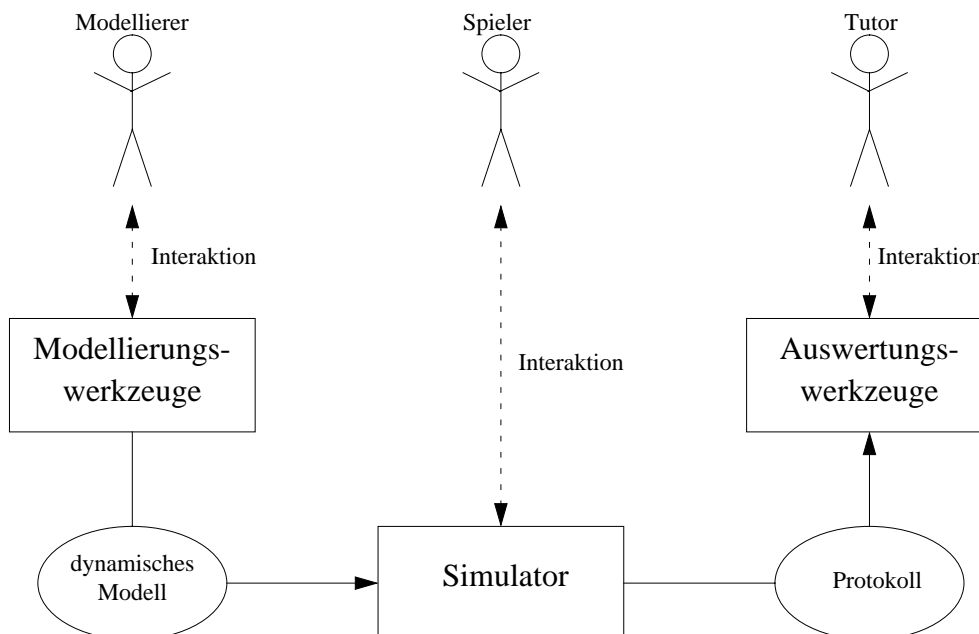 Modellierer
Spieler
Tutor
Interaktion
Interaktion
Interaktion
Modellierungs-
werkzeuge
Auswertungs-
werkzeuge
dynamisches
Modell
Simulator
Protokoll